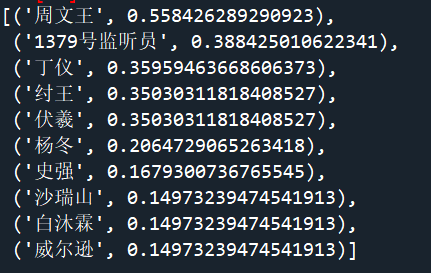 [('周文王', 0.558426289290923),
('1379号监听员', 0.388425010622341),
('丁仪', 0.35959463668606373),
('纣王', 0.35030311818408527),
('伏羲', 0.35030311818408527),
('杨冬', 0.2064729065263418),
('史强', 0.1679300736765545),
('沙瑞山', 0.14973239474541913),
('白沐霖', 0.14973239474541913),
('威尔逊', 0.14973239474541913)]